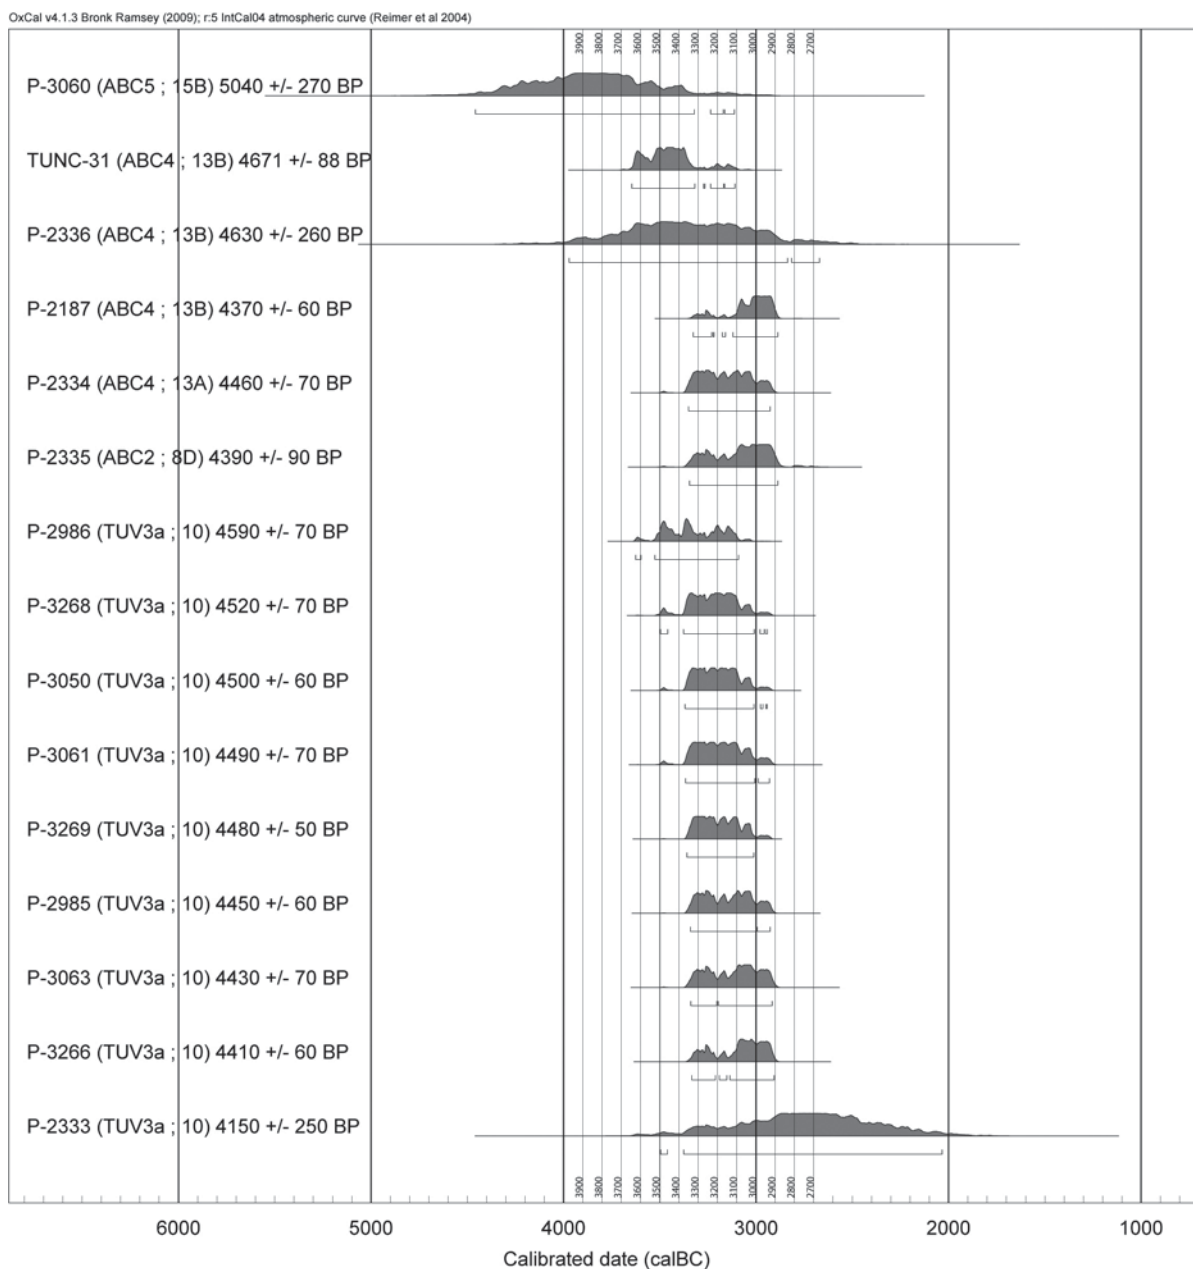 OxCal v4.1.3 Bronk Ramsey (2009); r:5 IntCal04 atmospheric curve (Reimer et al 2004)
3900 3800 3700 3600 3500 3400 3300 3200 3100 3000 2900 2800 2700
P-3060 (ABC5 ; 15B) 5040 +/- 270 BP
TUNC-31 (ABC4 ; 13B) 4671 +/- 88 BP
P-2336 (ABC4 ; 13B) 4630 +/- 260 BP
P-2187 (ABC4 ; 13B) 4370 +/- 60 BP
P-2334 (ABC4 ; 13A) 4460 +/- 70 BP
P-2335 (ABC2 ; 8D) 4390 +/- 90 BP
P-2986 (TUV3a ; 10) 4590 +/- 70 BP
P-3268 (TUV3a ; 10) 4520 +/- 70 BP
P-3050 (TUV3a ; 10) 4500 +/- 60 BP
P-3061 (TUV3a ; 10) 4490 +/- 70 BP
P-3269 (TUV3a ; 10) 4480 +/- 50 BP
P-2985 (TUV3a ; 10) 4450 +/- 60 BP
P-3063 (TUV3a ; 10) 4430 +/- 70 BP
P-3266 (TUV3a ; 10) 4410 +/- 60 BP
P-2333 (TUV3a ; 10) 4150 +/- 250 BP
3900 3800 3700 3600 3500 3400 3300 3200 3100 3000 2900 2800 2700
6000 5000 4000 3000 2000 1000
Calibrated date (calBC)